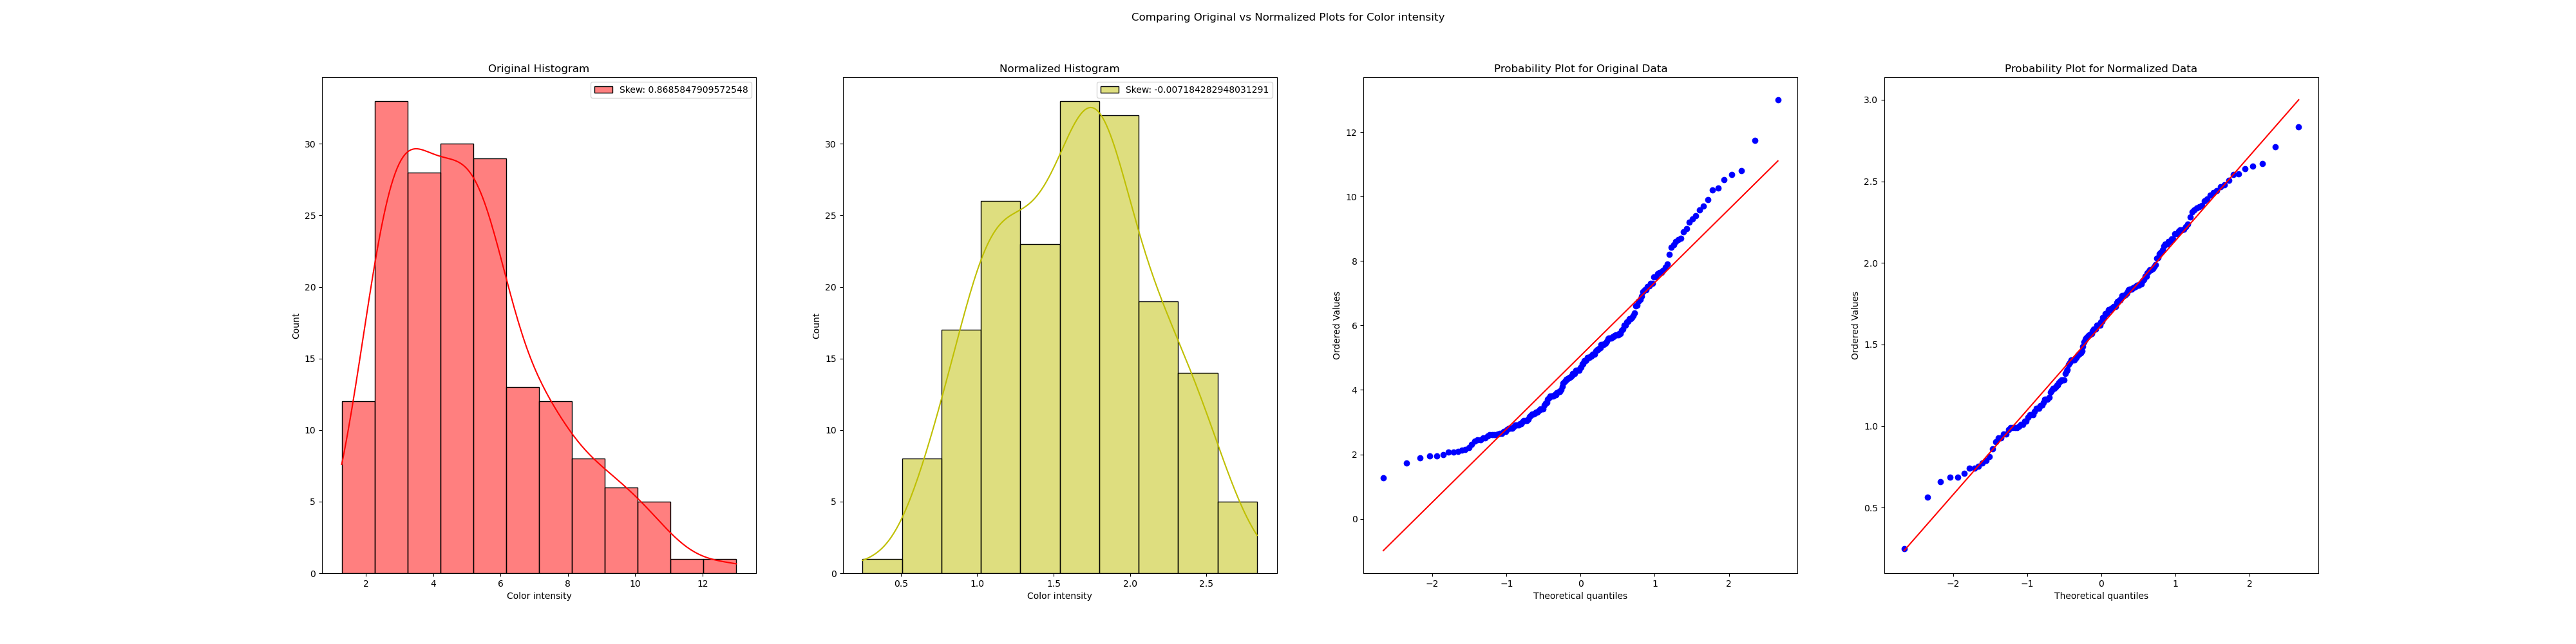 Comparing Original vs Normalized Plots for Color intensity
Original Histogram
Skew: 0.8685847909572548
Count
30
25
20
15
10
5
0
2 4 6 8 10 12
Color intensity
Normalized Histogram
Skew: -0.007184282948031291
Count
30
25
20
15
10
5
0
0.5 1.0 1.5 2.0 2.5
Color intensity
Probability Plot for Original Data
Ordered Values
12
10
8
6
4
2
0
−2 −1 0 1 2
Theoretical quantiles
Probability Plot for Normalized Data
Ordered Values
3.0
2.5
2.0
1.5
1.0
0.5
−2 −1 0 1 2
Theoretical quantiles